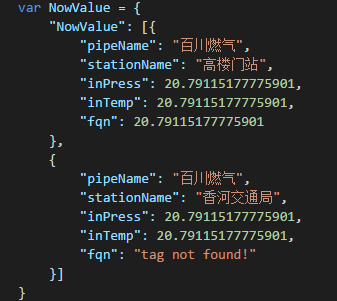 var NowValue = {
    "NowValue": [{
        "pipeName": "百川燃气",
        "stationName": "高楼门站",
        "inPress": 20.79115177775901,
        "inTemp": 20.79115177775901,
        "fqn": 20.79115177775901
    },
    {
        "pipeName": "百川燃气",
        "stationName": "香河交通局",
        "inPress": 20.79115177775901,
        "inTemp": 20.79115177775901,
        "fqn": "tag not found!"
    }]
}